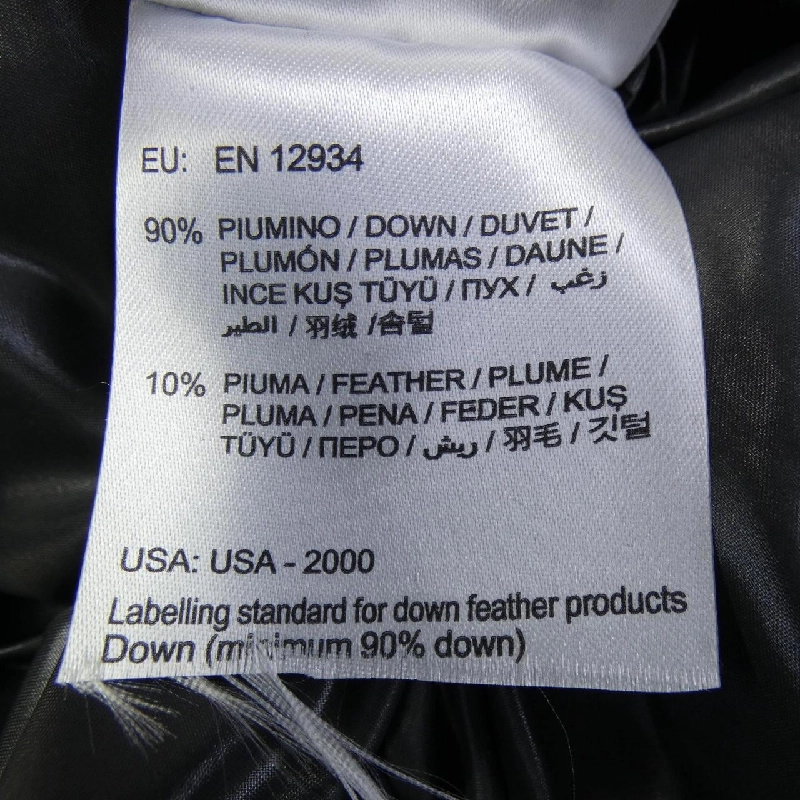 EU: EN 12934
90% PIUMINO / DOWN / DUVET /
PLUMÓN / PLUMAS / DAUNE /
INCE KUŞ TÜYÜ / ПУХ / زغب
الطير / 羽绒 /솜털
10% PIUMA / FEATHER / PLUME /
PLUMA / PENA / FEDER / KUŞ
TÜYÜ / ПЕРО / ريش / 羽毛 / 깃털
USA: USA - 2000
Labelling standard for down feather products
Down (minimum 90% down)